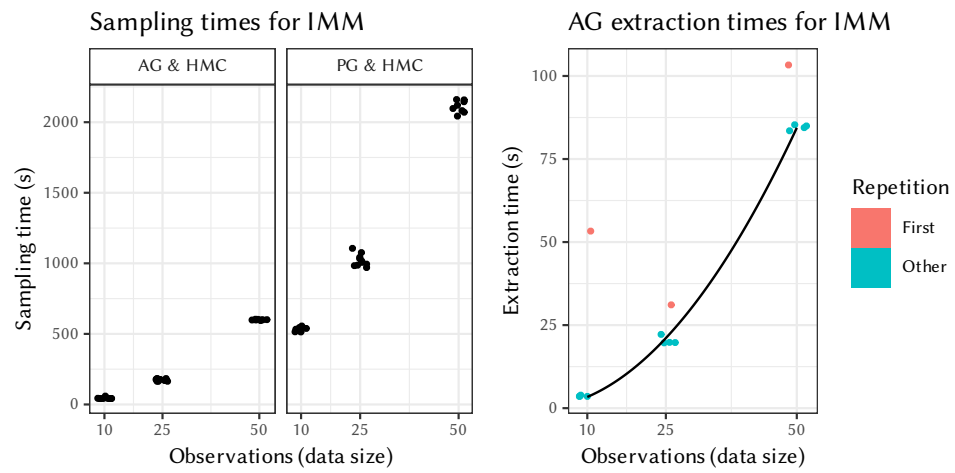 Sampling times for IMM
AG & HMC
PG & HMC
Sampling time (s)
2000
1500
1000
500
0
10
25
50
10
25
50
Observations (data size)
AG extraction times for IMM
Extraction time (s)
100
75
50
25
0
10
25
50
Observations (data size)
Repetition
First
Other